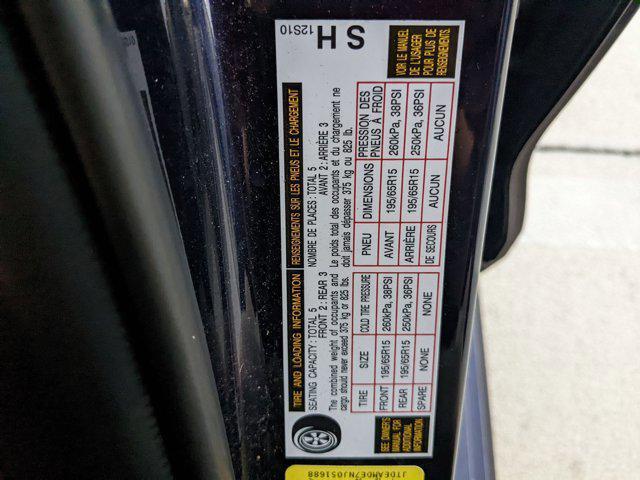 TIRE AND LOADING INFORMATION
SEATING CAPACITY: TOTAL 5
FRONT 2: REAR 3
The combined weight of occupants and
cargo should never exceed 375 kg or 825 lbs.
TIRE SIZE COLD TIRE PRESSURE
FRONT 195/65R15 260kPa, 38PSI
REAR 195/65R15 250kPa, 36PSI
SPARE NONE NONE
SEE OWNER'S
MANUAL FOR
ADDITIONAL
INFORMATION
RENSEIGNEMENTS SUR LES PNEUS ET LE CHARGEMENT
NOMBRE DE PLACES: TOTAL 5
AVANT 2: ARRIÈRE 3
Le poids total des occupants et du chargement ne
doit jamais dépasser 375 kg ou 825 lb.
PNEU DIMENSIONS PRESSION DES
PNEUS À FROID
AVANT 195/65R15 260kPa, 38PSI
ARRIÈRE 195/65R15 250kPa, 36PSI
DE SECOURS AUCUN AUCUN
VOIR LE MANUEL
DE L'USAGER
POUR PLUS DE
RENSEIGNEMENTS.
S H
12S10